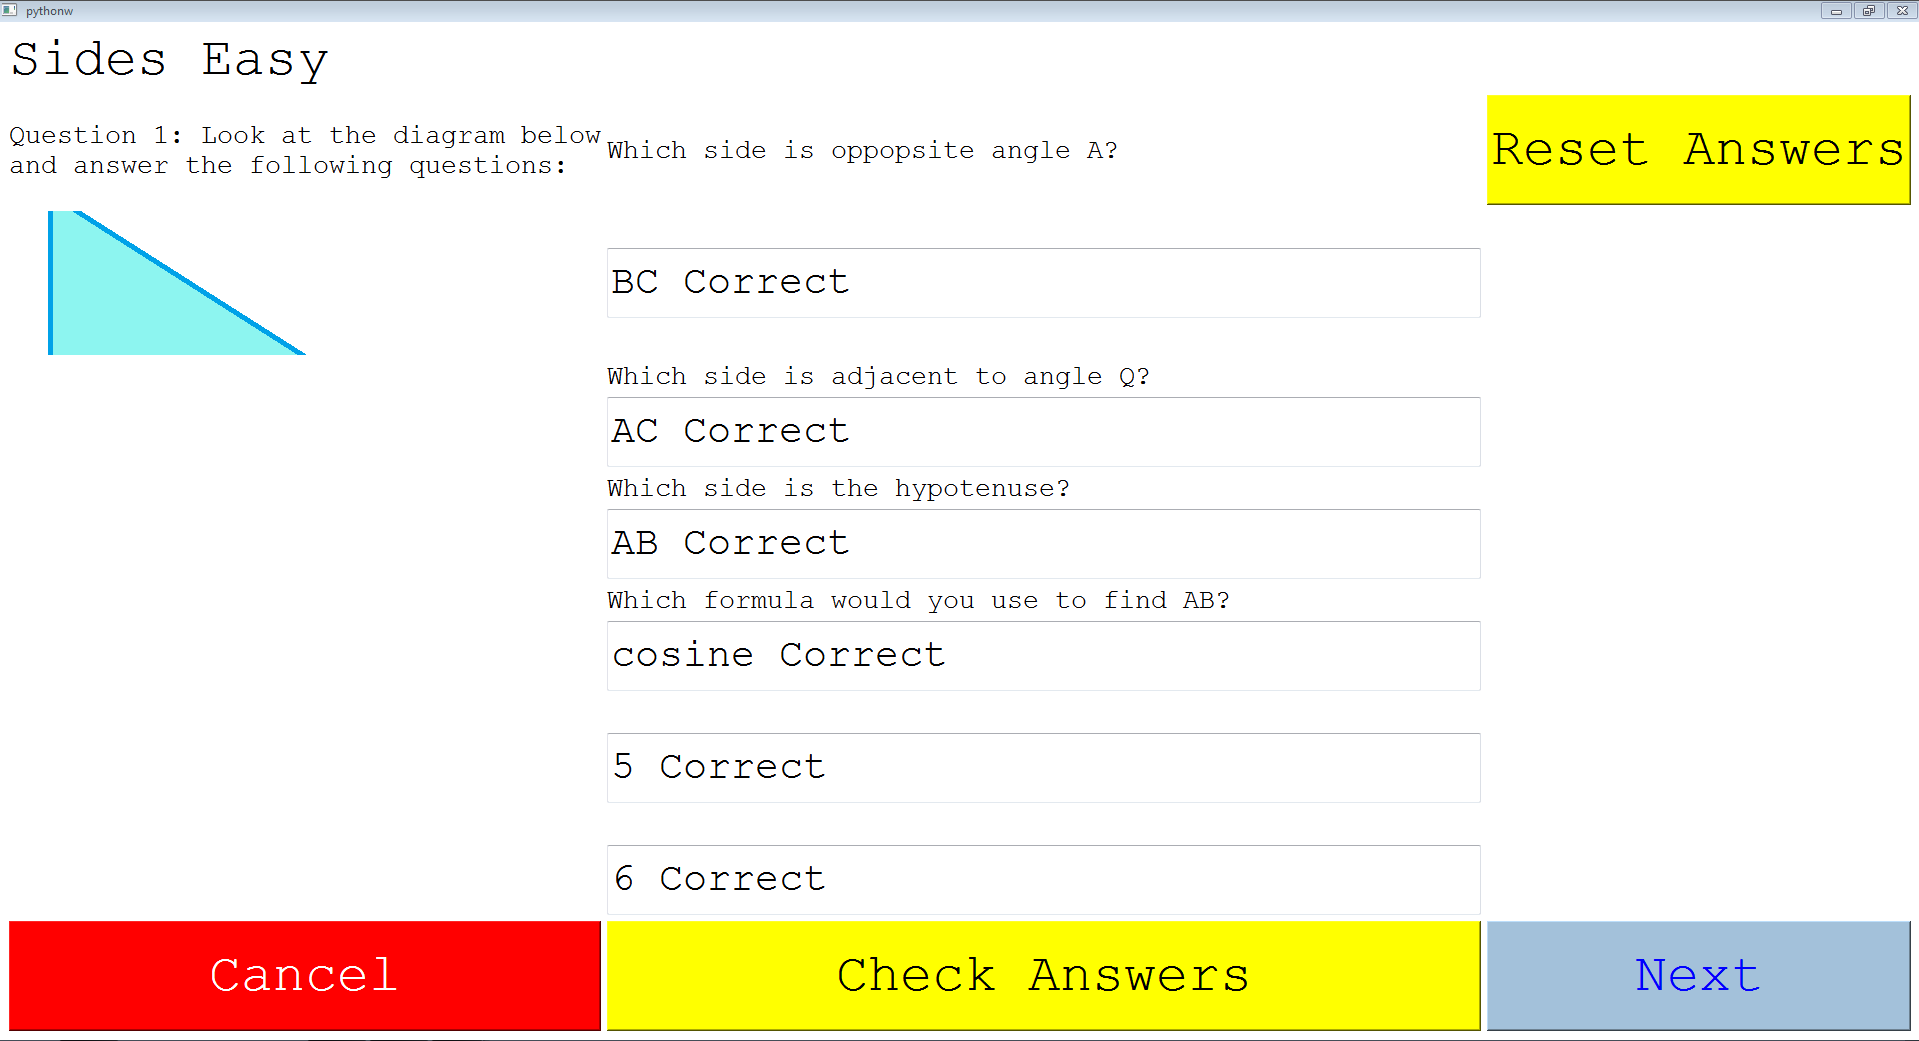 pythonw
Sides Easy
Question 1: Look at the diagram below
and answer the following questions:
Which side is oppopsite angle A?
Reset Answers
BC Correct
Which side is adjacent to angle Q?
AC Correct
Which side is the hypotenuse?
AB Correct
Which formula would you use to find AB?
cosine Correct
5 Correct
6 Correct
Cancel
Check Answers
Next